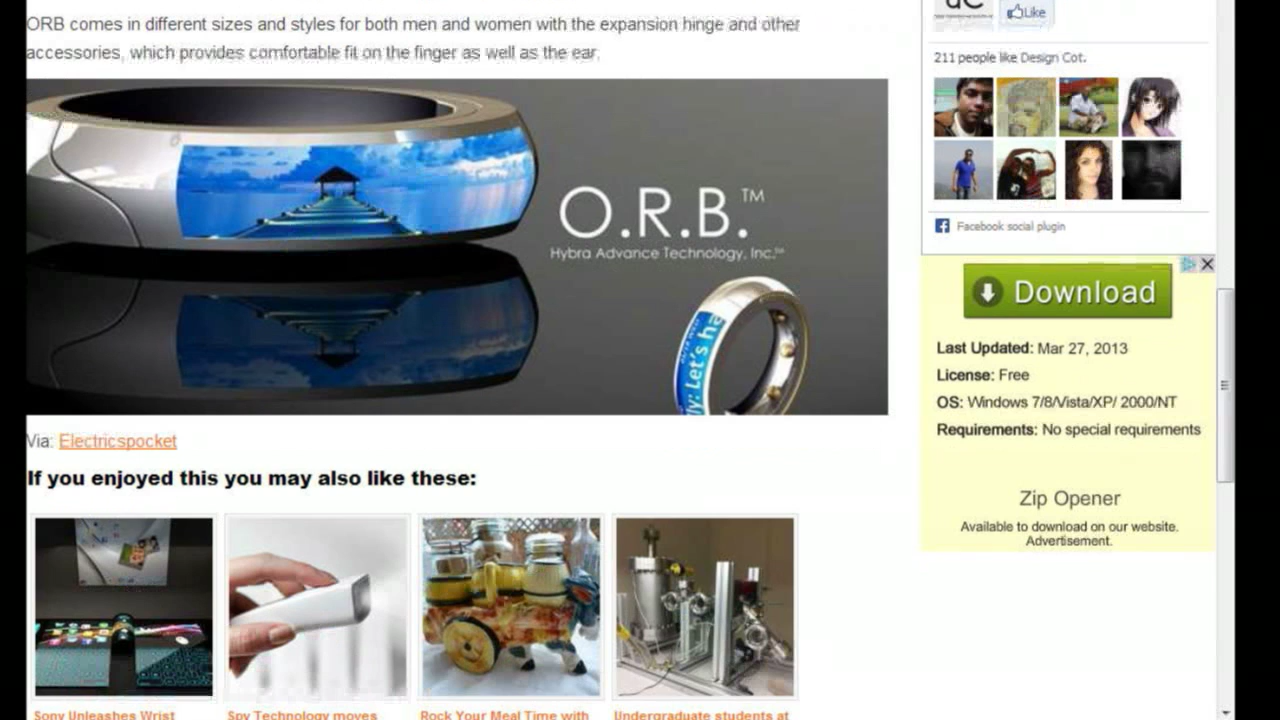 ORB comes in different sizes and styles for both men and women with the expansion hinge and other
accessories, which provides comfortable fit on the finger as well as the ear.
O.R.B.™
Hybra Advance Technology, Inc.℠
ly: Let's ha
Via: Electricspocket
If you enjoyed this you may also like these:
Sony Unleashes Wrist
Spy Technology moves
Rock Your Meal Time with
Undergraduate students at
Like
211 people like Design Cot.
Facebook social plugin
Download
Last Updated: Mar 27, 2013
License: Free
OS: Windows 7/8/Vista/XP/ 2000/NT
Requirements: No special requirements
Zip Opener
Available to download on our website.
Advertisement.